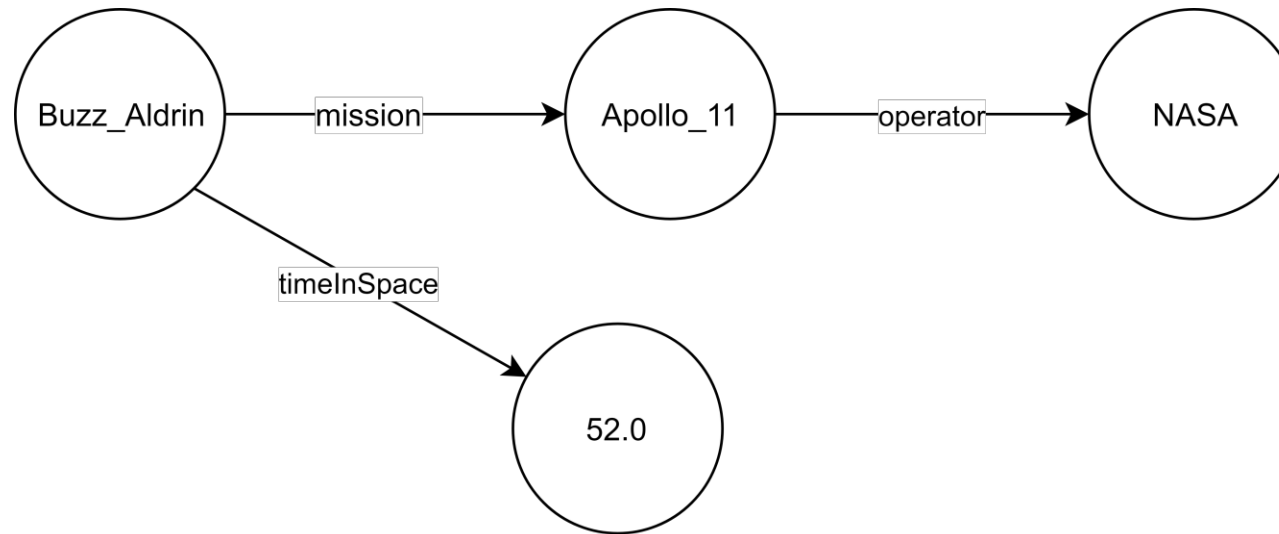 Buzz_Aldrin
mission
Apollo_11
operator
NASA
timeInSpace
52.0